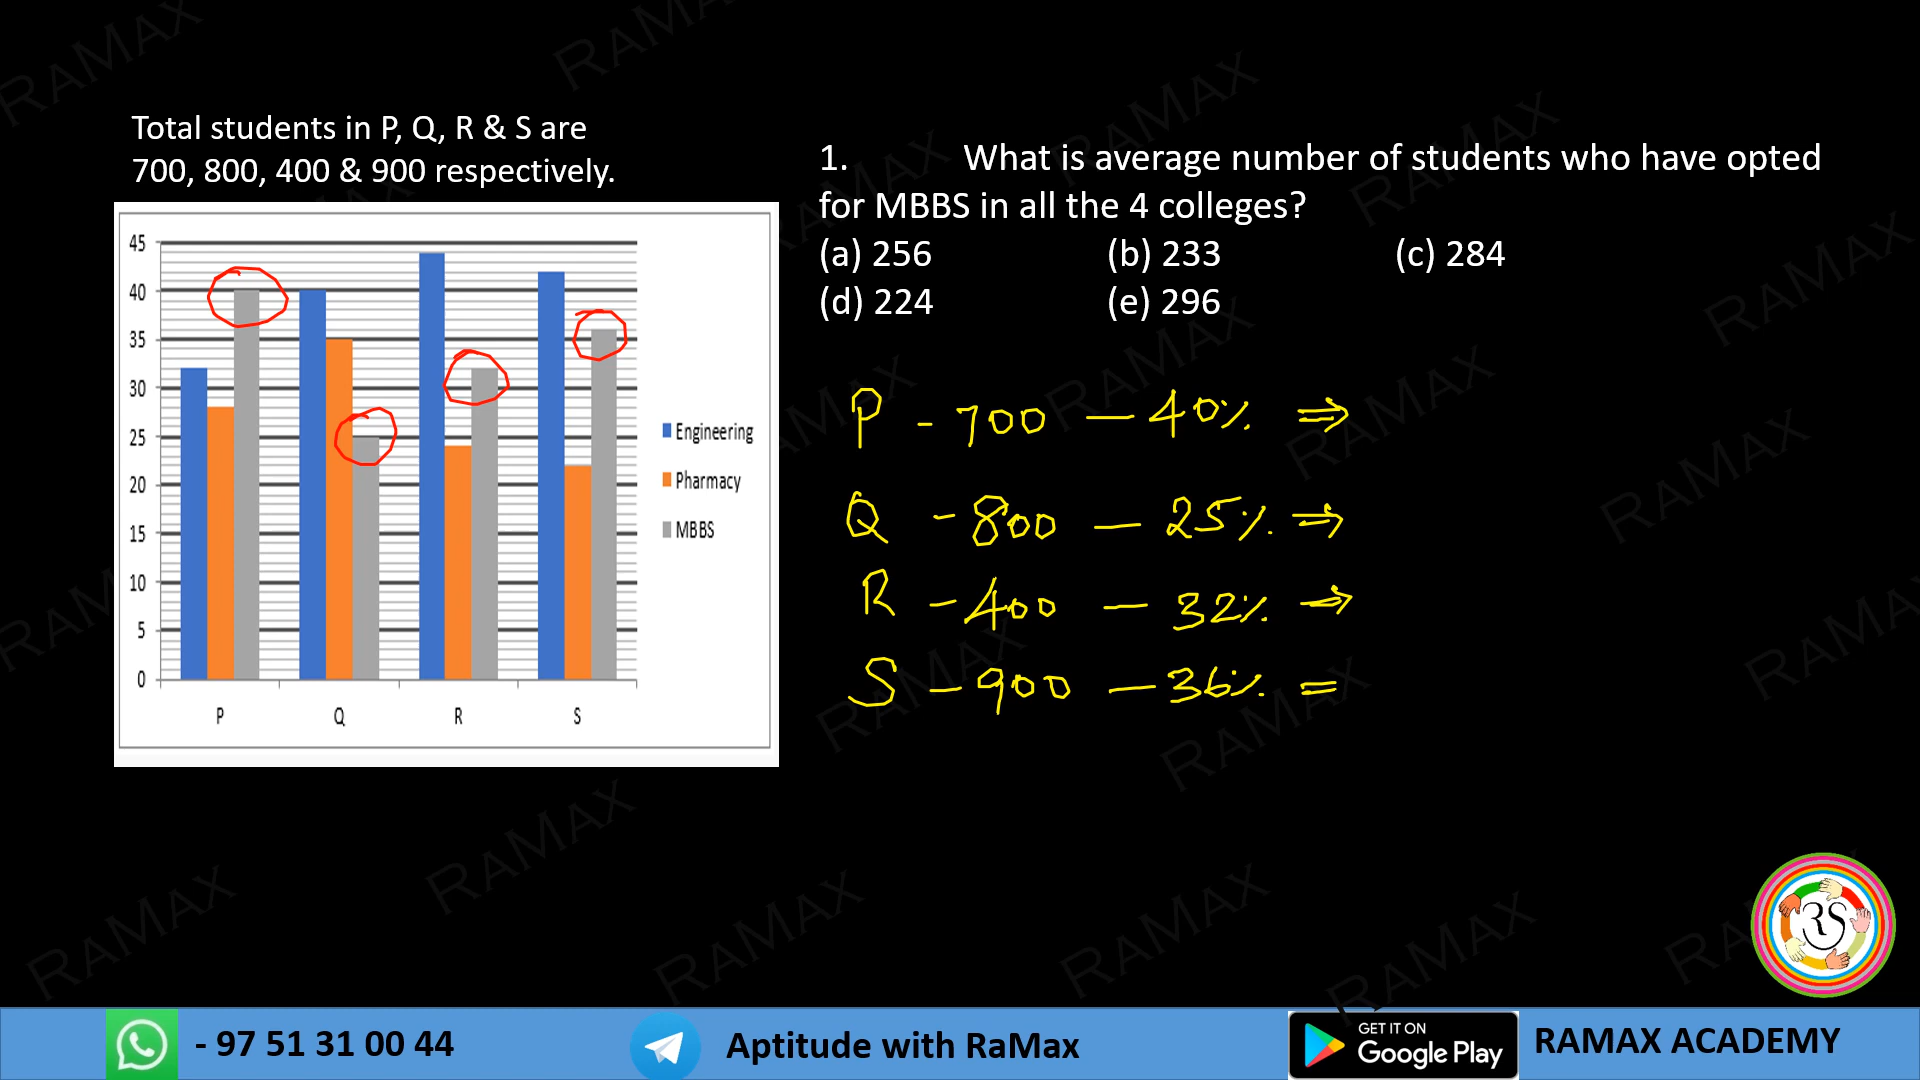 Total students in P, Q, R & S are
700, 800, 400 & 900 respectively.
1. What is average number of students who have opted
for MBBS in all the 4 colleges?
(a) 256 (b) 233 (c) 284
(d) 224 (e) 296
45
40
35
30
25
20
15
10
5
0
P Q R S
Engineering
Pharmacy
MBBS
P - 700 — 40% ⇒
Q - 800 — 25% ⇒
R - 400 — 32% ⇒
S - 900 — 36% =
RAMAX
RS
- 97 51 31 00 44
Aptitude with RaMax
GET IT ON
Google Play
RAMAX ACADEMY